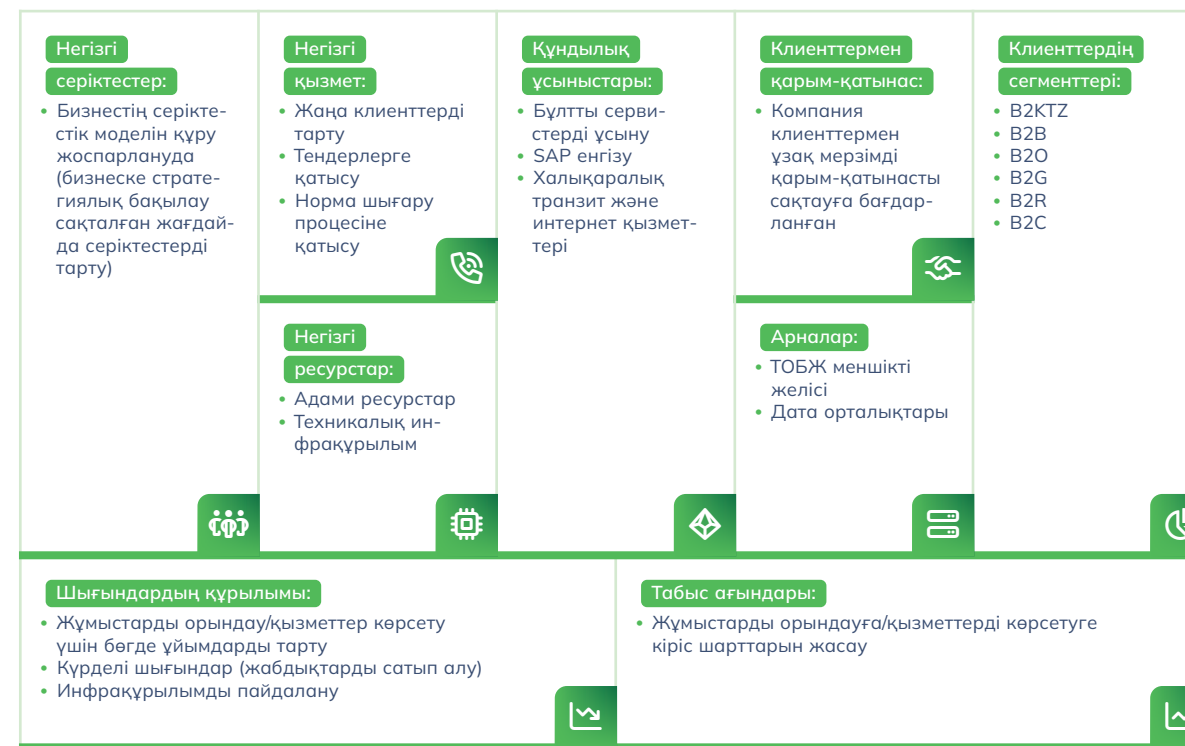 Негізгі
серіктестер:
• Бизнестің серікте-
стік моделін құру
жоспарлануда
(бизнеске страте-
гиялық бақылау
сақталған жағдай-
да серіктестерді
тарту)
Негізгі
қызмет:
• Жаңа клиенттерді
тарту
• Тендерлерге
қатысу
• Норма шығару
процесіне
қатысу
Негізгі
ресурстар:
• Адами ресурстар
• Техникалық ин-
фрақұрылым
Құндылық
ұсыныстары:
• Бұлтты серви-
стерді ұсыну
• SAP енгізу
• Халықаралық
транзит және
интернет қызмет-
тері
Клиенттермен
қарым-қатынас:
• Компания
клиенттермен
ұзақ мерзімді
қарым-қатынасты
сақтауға бағдар-
ланған
Арналар:
• ТОБЖ меншікті
желісі
• Дата орталықтары
Клиенттердің
сегменттері:
• B2KTZ
• B2B
• B2O
• B2G
• B2R
• B2C
Шығындардың құрылымы:
• Жұмыстарды орындау/қызметтер көрсету
үшін бөгде ұйымдарды тарту
• Күрделі шығындар (жабдықтарды сатып алу)
• Инфрақұрылымды пайдалану
Табыс ағындары:
• Жұмыстарды орындауға/қызметтерді көрсетуге
кіріс шарттарын жасау